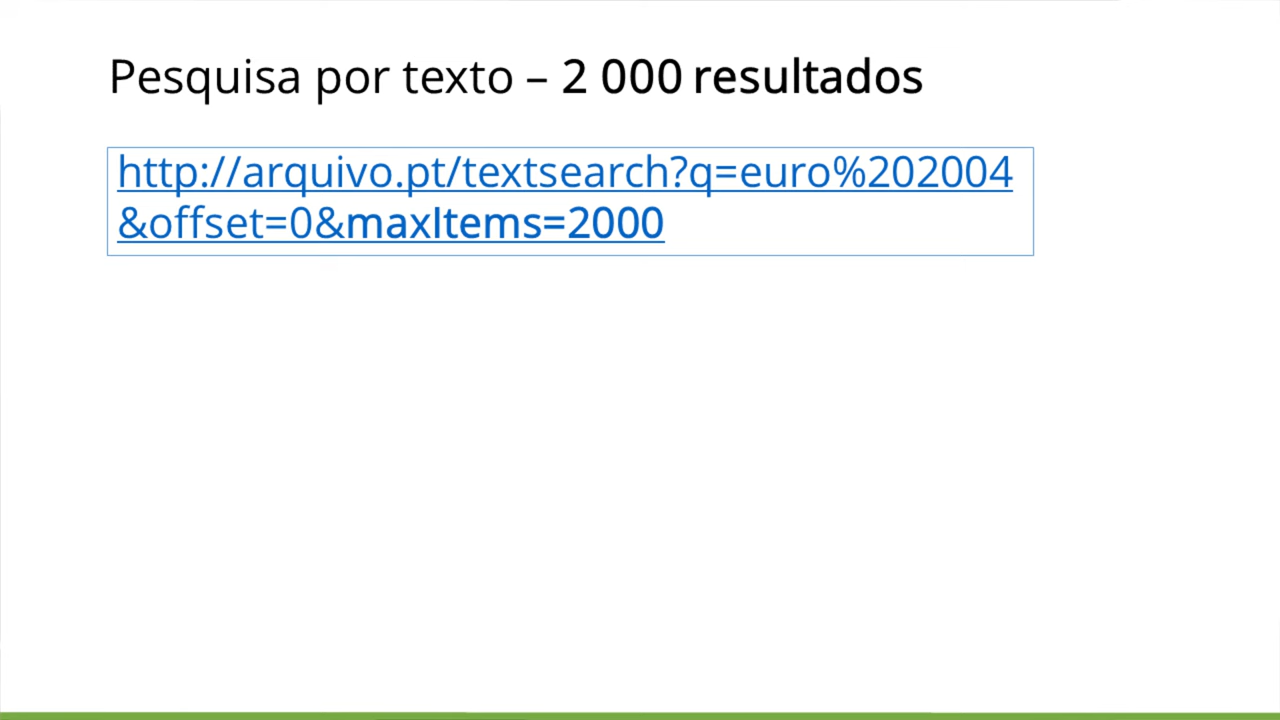 Pesquisa por texto – 2 000 resultados
http://arquivo.pt/textsearch?q=euro%202004
&offset=0&maxItems=2000